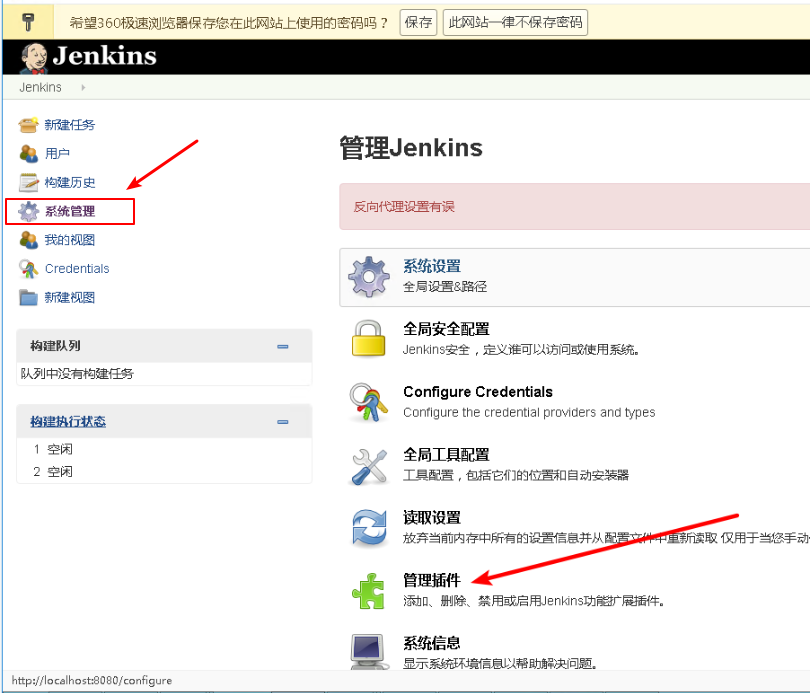 希望360极速浏览器保存您在此网站上使用的密码吗？ 保存 此网站一律不保存密码
Jenkins
Jenkins
新建任务
用户
构建历史
系统管理
我的视图
Credentials
新建视图
构建队列
队列中没有构建任务
构建执行状态
1 空闲
2 空闲
管理Jenkins
反向代理设置有误
系统设置
全局设置&路径
全局安全配置
Jenkins安全，定义谁可以访问或使用系统。
Configure Credentials
Configure the credential providers and types
全局工具配置
工具配置，包括它们的位置和自动安装器
读取设置
放弃当前内存中所有的设置信息并从配置文件中重新读取 仅用于当您手动
管理插件
添加、删除、禁用或启用Jenkins功能扩展插件。
系统信息
显示系统环境信息以帮助解决问题。
http://localhost:8080/configure